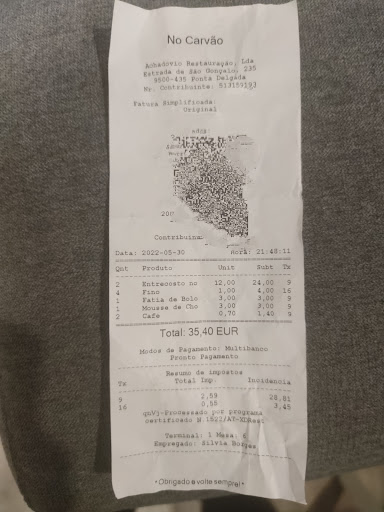 No Carvão
Achadovio Restauração, Lda
Estrada de São Gonçalo, 235
9500-435 Ponta Delgada
Nr. Contribuinte: 513159193
Fatura Simplificada:
Original
Contribuin
Data: 2022-05-30 Hora: 21:48:11
Qnt Produto Unit Subt Tx
2 Entrecosto no 12,00 24,00 9
4 Fino 1,00 4,00 16
1 Fatia de Bolo 3,00 3,00 9
1 Mousse de Cho 3,00 3,00 9
2 Cafe 0,70 1,40 9
Total: 35,40 EUR
Modos de Pagamento: Multibanco
Pronto Pagamento
Resumo de impostos
Tx Total Imp. Incidencia
9 2,59 28,81
16 0,55 3,45
-Processado por programa
certificado
Terminal: 1 Mesa: 6
Empregado: Silvia Borges
*Obrigado e volte sempre! *